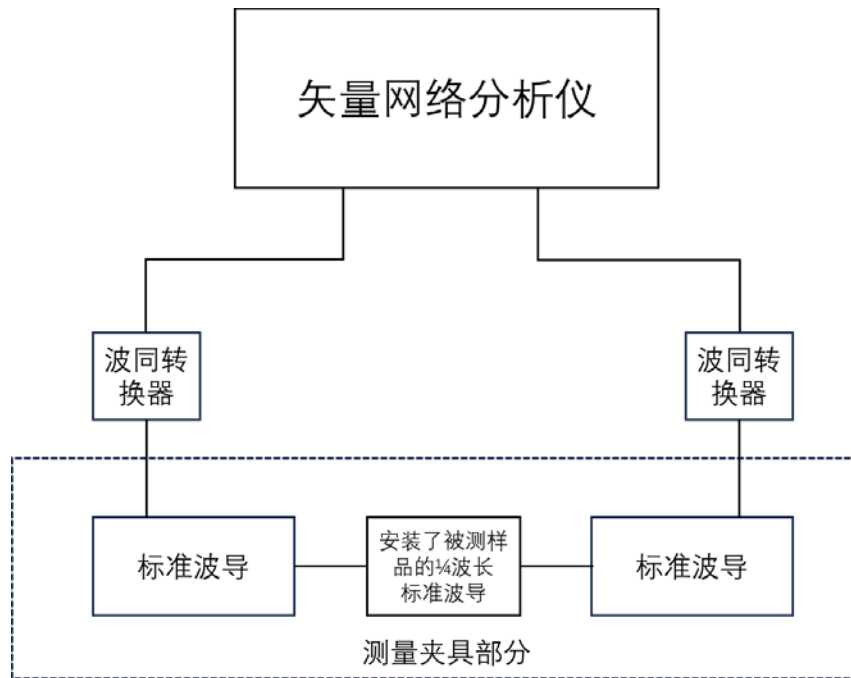 矢量网络分析仪
波同转
换器
波同转
换器
标准波导
安装了被测样
品的¼波长
标准波导
标准波导
测量夹具部分